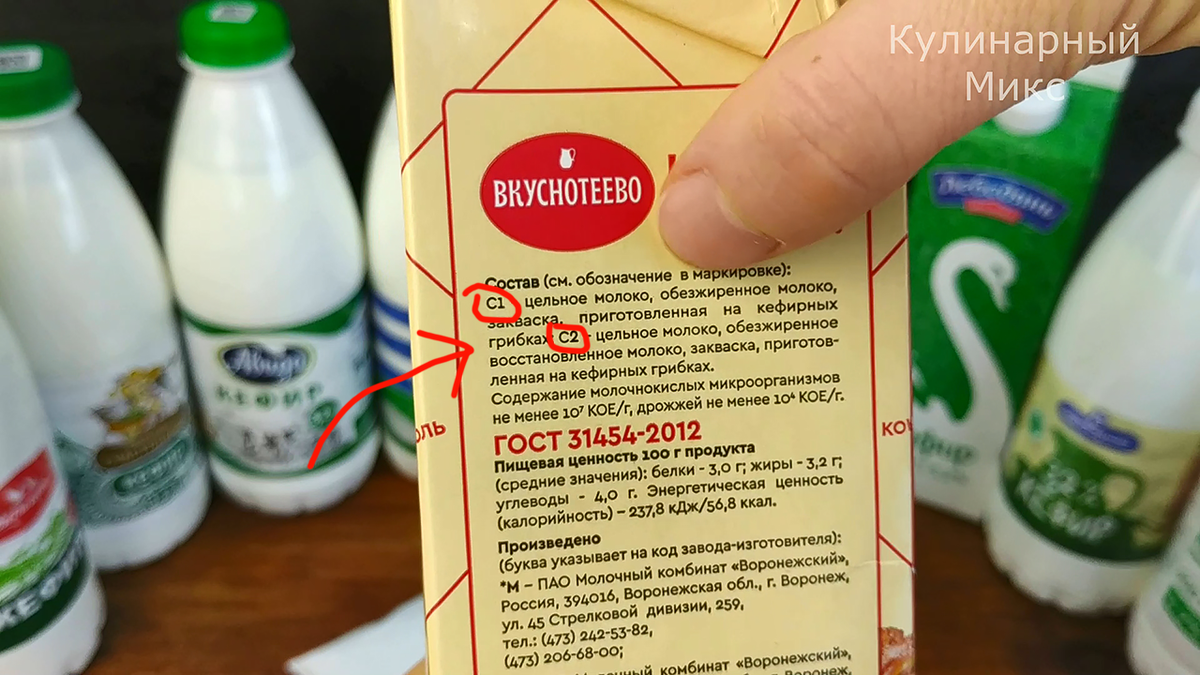 Кулинарный
Микс
ВКУСНОТЕЕВО
Состав (см. обозначение в маркировке):
С1 цельное молоко, обезжиренное молоко,
закваска, приготовленная на кефирных
грибках С2 - цельное молоко, обезжиренное
восстановленное молоко, закваска, приготов-
ленная на кефирных грибках.
Содержание молочнокислых микроорганизмов
не менее 10⁷ КОЕ/г, дрожжей не менее 10⁴ КОЕ/г.
ГОСТ 31454-2012
Пищевая ценность 100 г продукта
(средние значения): белки - 3,0 г; жиры - 3,2 г;
углеводы - 4,0 г. Энергетическая ценность
(калорийность) – 237,8 кДж/56,8 ккал.
Произведено
(буква указывает на код завода-изготовителя):
*М – ПАО Молочный комбинат «Воронежский»,
Россия, 394016, Воронежская обл., г. Воронеж,
ул. 45 Стрелковой дивизии, 259,
тел.: (473) 242-53-82,
(473) 206-68-00;
комбинат «Воронежский»,
КЕФИР
КЕФИР